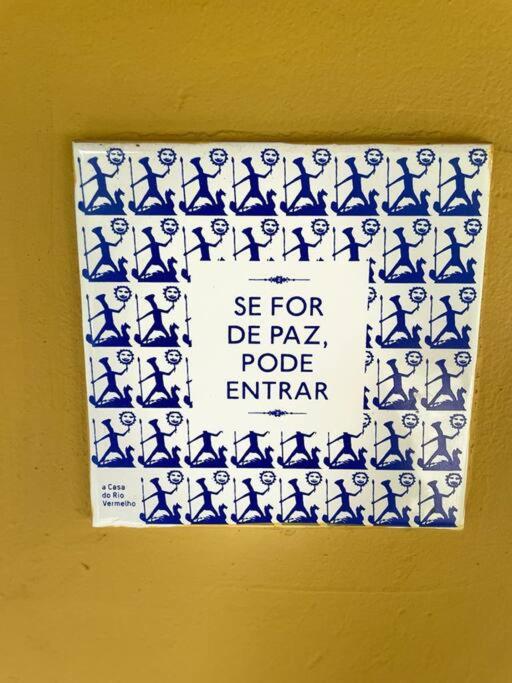 SE FOR
DE PAZ,
PODE
ENTRAR
a Casa
do Rio
Vermelho